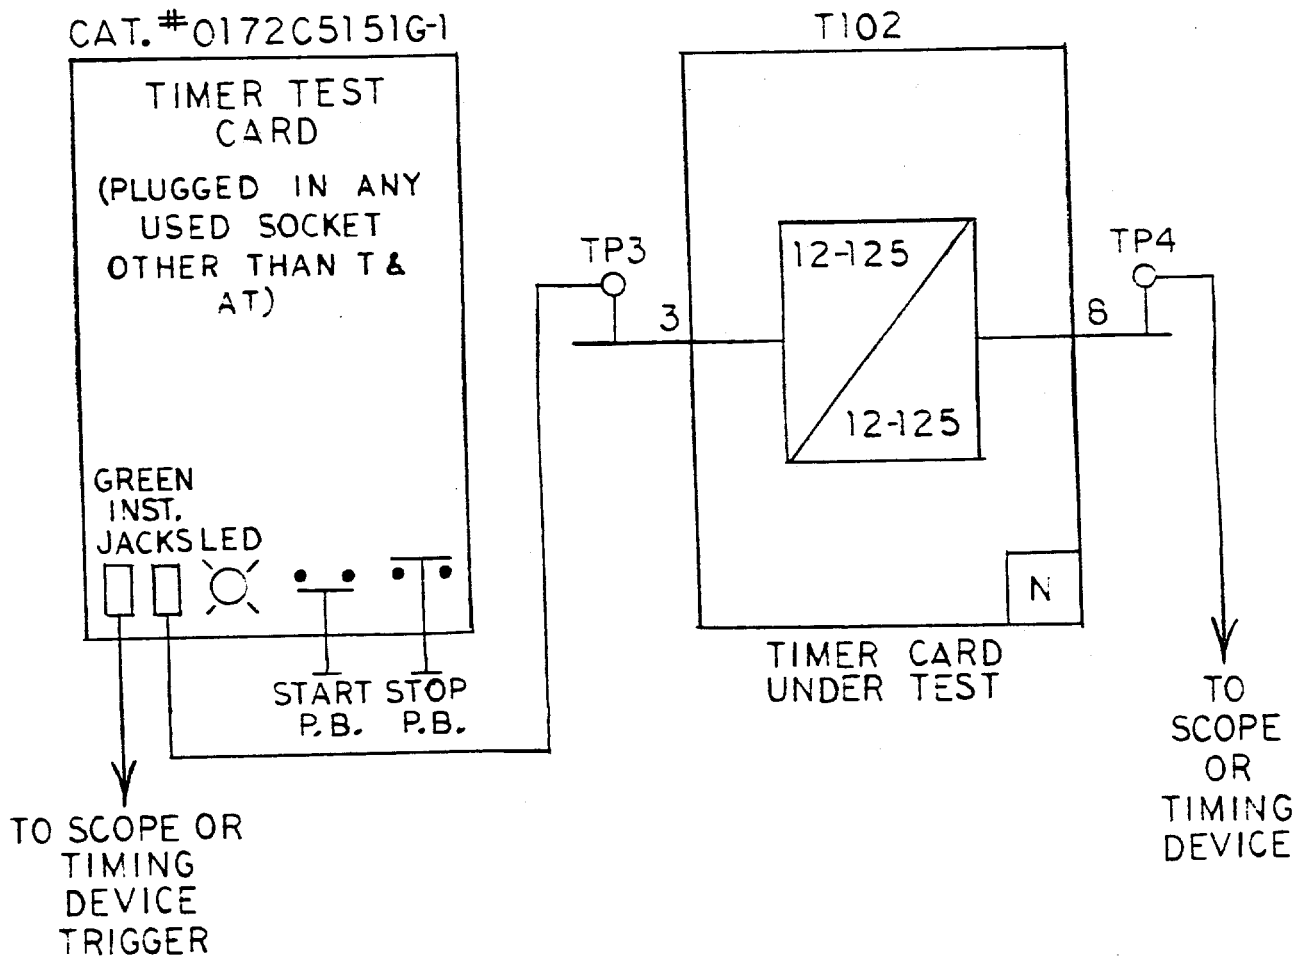 CAT.#0172C5151G-1
TIMER TEST
CARD
(PLUGGED IN ANY
USED SOCKET
OTHER THAN T &
AT)
GREEN
INST.
JACKS LED
START
P.B.
STOP
P.B.
TO SCOPE OR
TIMING
DEVICE
TRIGGER
T102
TP3
3
12-125
12-125
8
TP4
N
TIMER CARD
UNDER TEST
TO
SCOPE
OR
TIMING
DEVICE